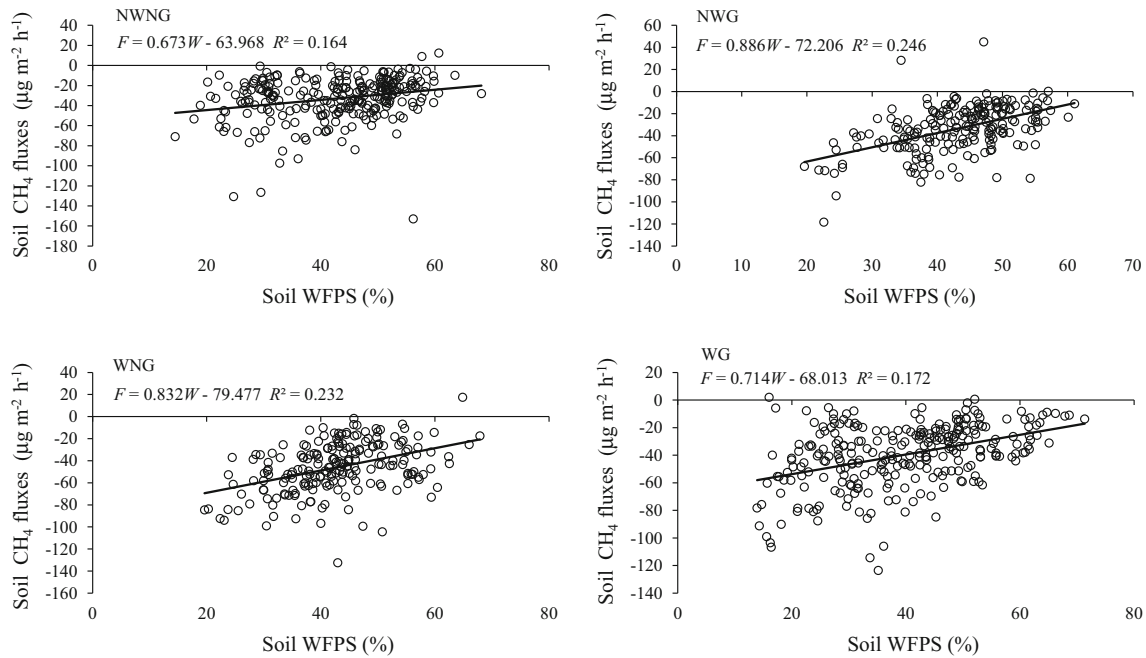 NWNG
F = 0.673W - 63.968 R² = 0.164
Soil CH₄ fluxes (µg m⁻² h⁻¹)
40
20
0
-20
-40
-60
-80
-100
-120
-140
-160
-180
0 20 40 60 80
Soil WFPS (%)
NWG
F = 0.886W - 72.206 R² = 0.246
Soil CH₄ fluxes (µg m⁻² h⁻¹)
60
40
20
0
-20
-40
-60
-80
-100
-120
-140
0 10 20 30 40 50 60 70
Soil WFPS (%)
WNG
F = 0.832W - 79.477 R² = 0.232
Soil CH₄ fluxes (µg m⁻² h⁻¹)
40
20
0
-20
-40
-60
-80
-100
-120
-140
-160
0 20 40 60 80
Soil WFPS (%)
WG
F = 0.714W - 68.013 R² = 0.172
Soil CH₄ fluxes (µg m⁻² h⁻¹)
20
0
-20
-40
-60
-80
-100
-120
-140
0 20 40 60 80
Soil WFPS (%)